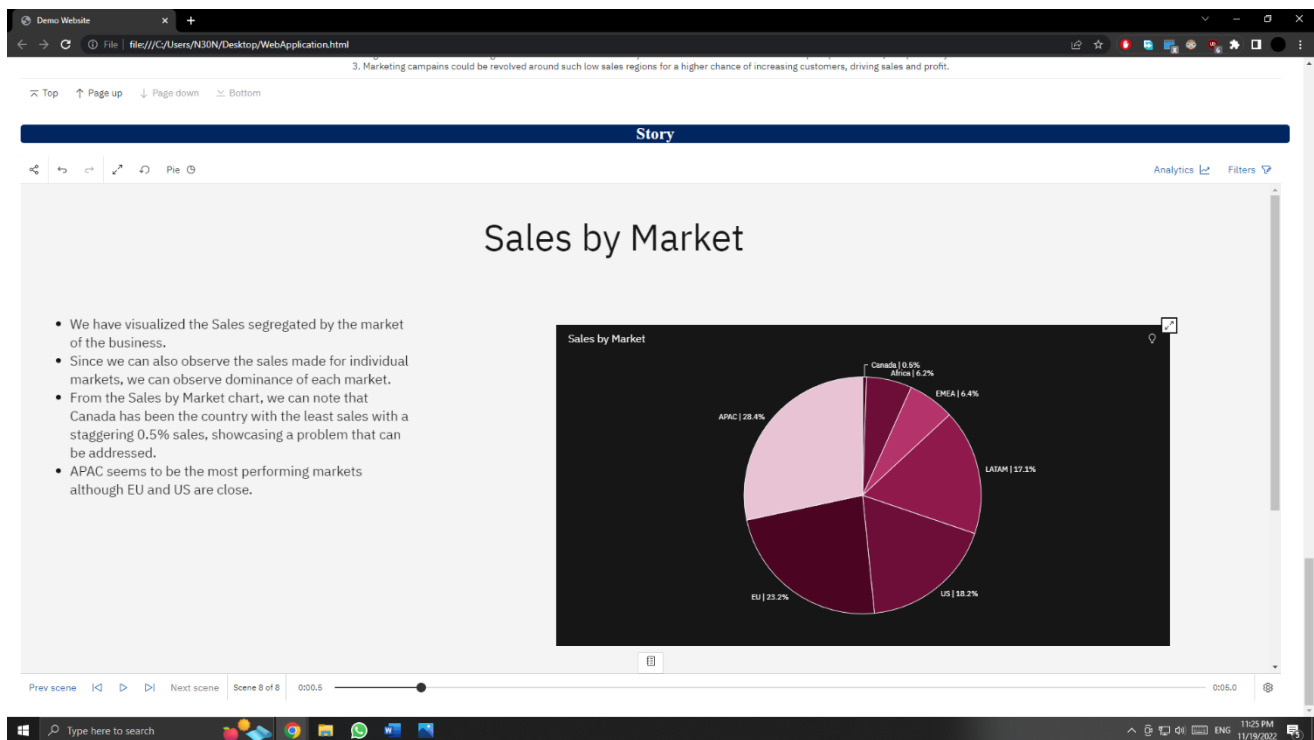 Demo Website
File
file:///C:/Users/N30N/Desktop/WebApplication.html
3. Marketing campains could be revolved around such low sales regions for a higher chance of increasing customers, driving sales and profit.
Top Page up Page down Bottom
Story
Pie
Analytics Filters
Sales by Market
We have visualized the Sales segregated by the market
of the business.
Since we can also observe the sales made for individual
markets, we can observe dominance of each market.
From the Sales by Market chart, we can note that
Canada has been the country with the least sales with a
staggering 0.5% sales, showcasing a problem that can
be addressed.
APAC seems to be the most performing markets
although EU and US are close.
Sales by Market
Canada | 0.5%
Africa | 6.2%
EMEA | 6.4%
APAC | 28.4%
LATAM | 17.1%
US | 18.2%
EU | 23.2%
Prev scene Next scene Scene 8 of 8 0:00.5 0:05.0
Type here to search
ENG
11:25 PM
11/19/2022